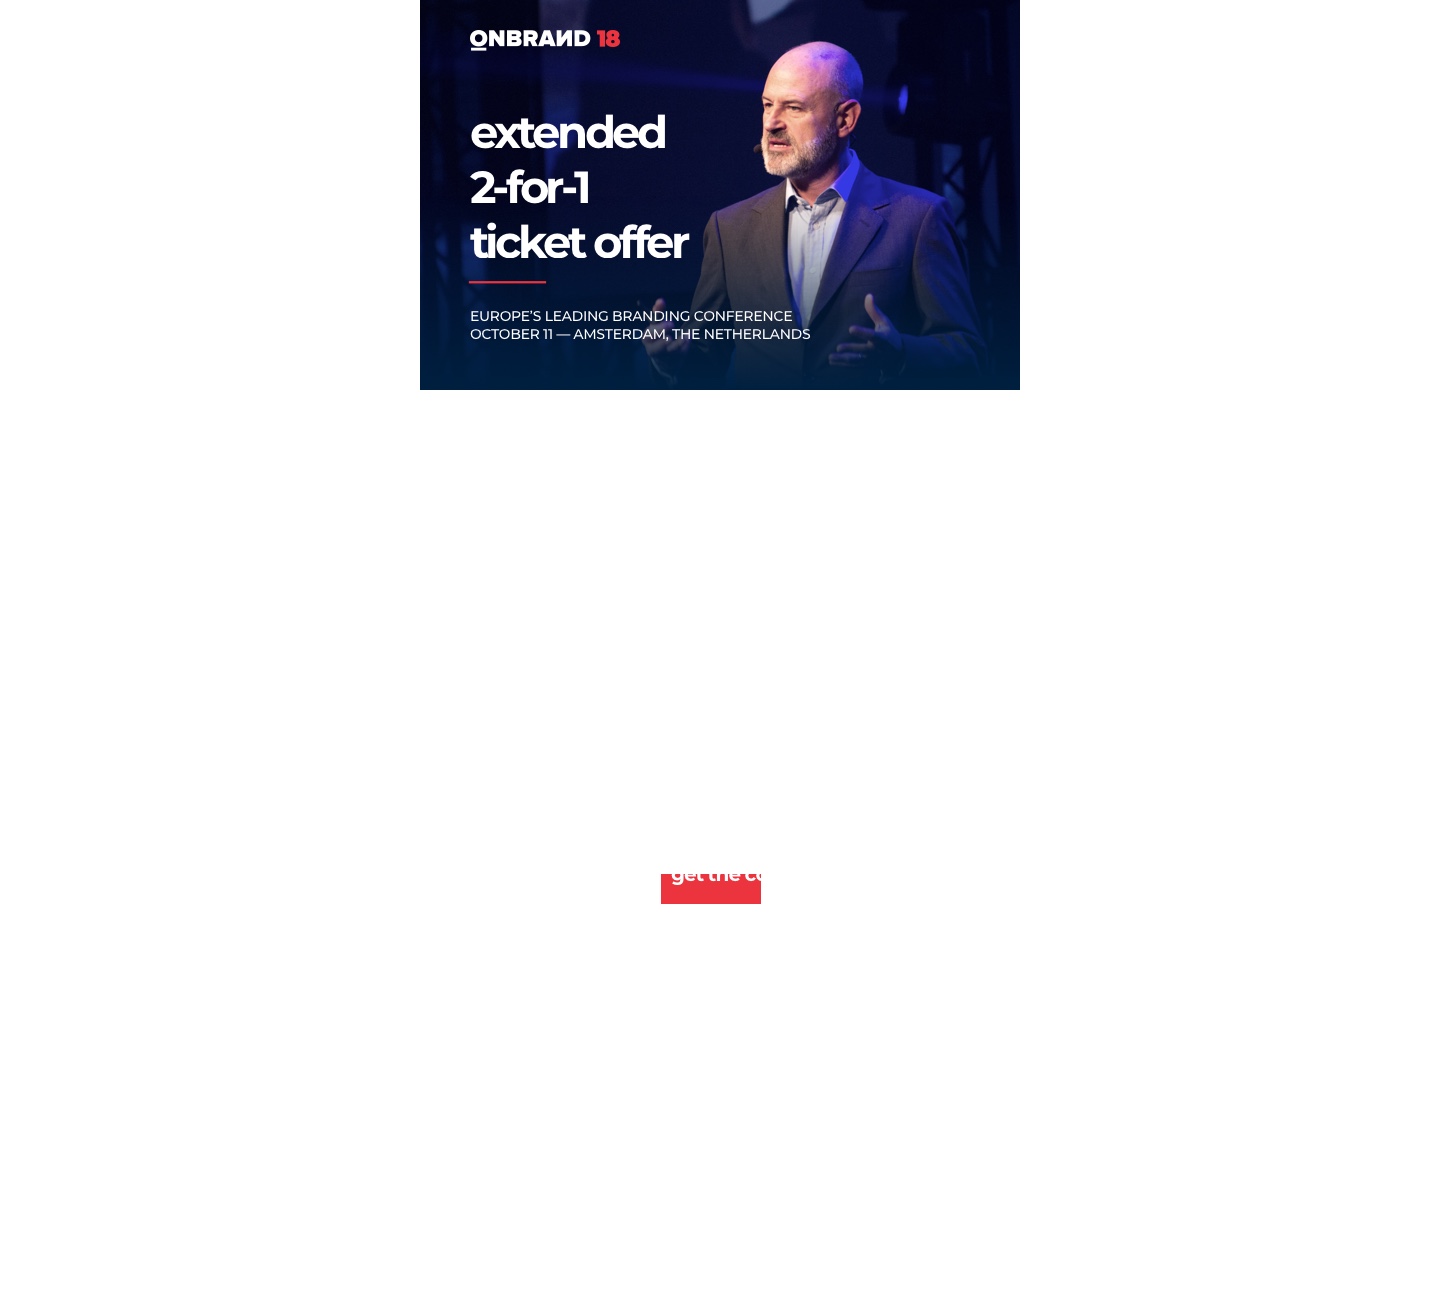 ONBRAND 18
extended
2-for-1
ticket offer
EUROPE'S LEADING BRANDING CONFERENCE
OCTOBER 11 — AMSTERDAM, THE NETHERLANDS
get the